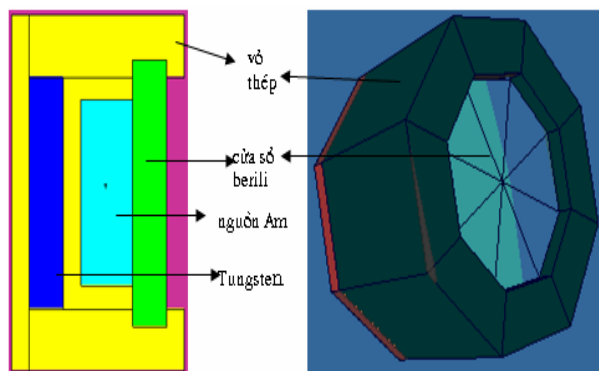 vỏ
thép
cửa sổ
berili
nguồn Am
Tungsten